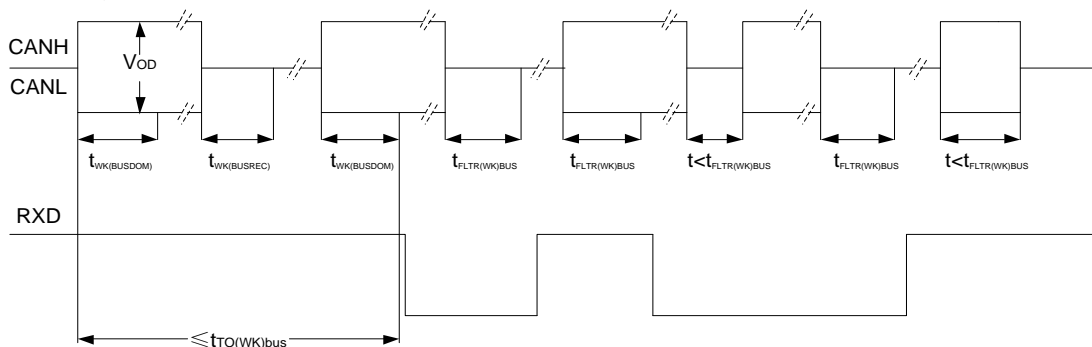 CANH
VOD
CANL
tWK(BUSDOM)
tWK(BUSREC)
tWK(BUSDOM)
tFLTR(WK)BUS
tFLTR(WK)BUS
t<tFLTR(WK)BUS
tFLTR(WK)BUS
t<tFLTR(WK)BUS
RXD
≤tTO(WK)bus